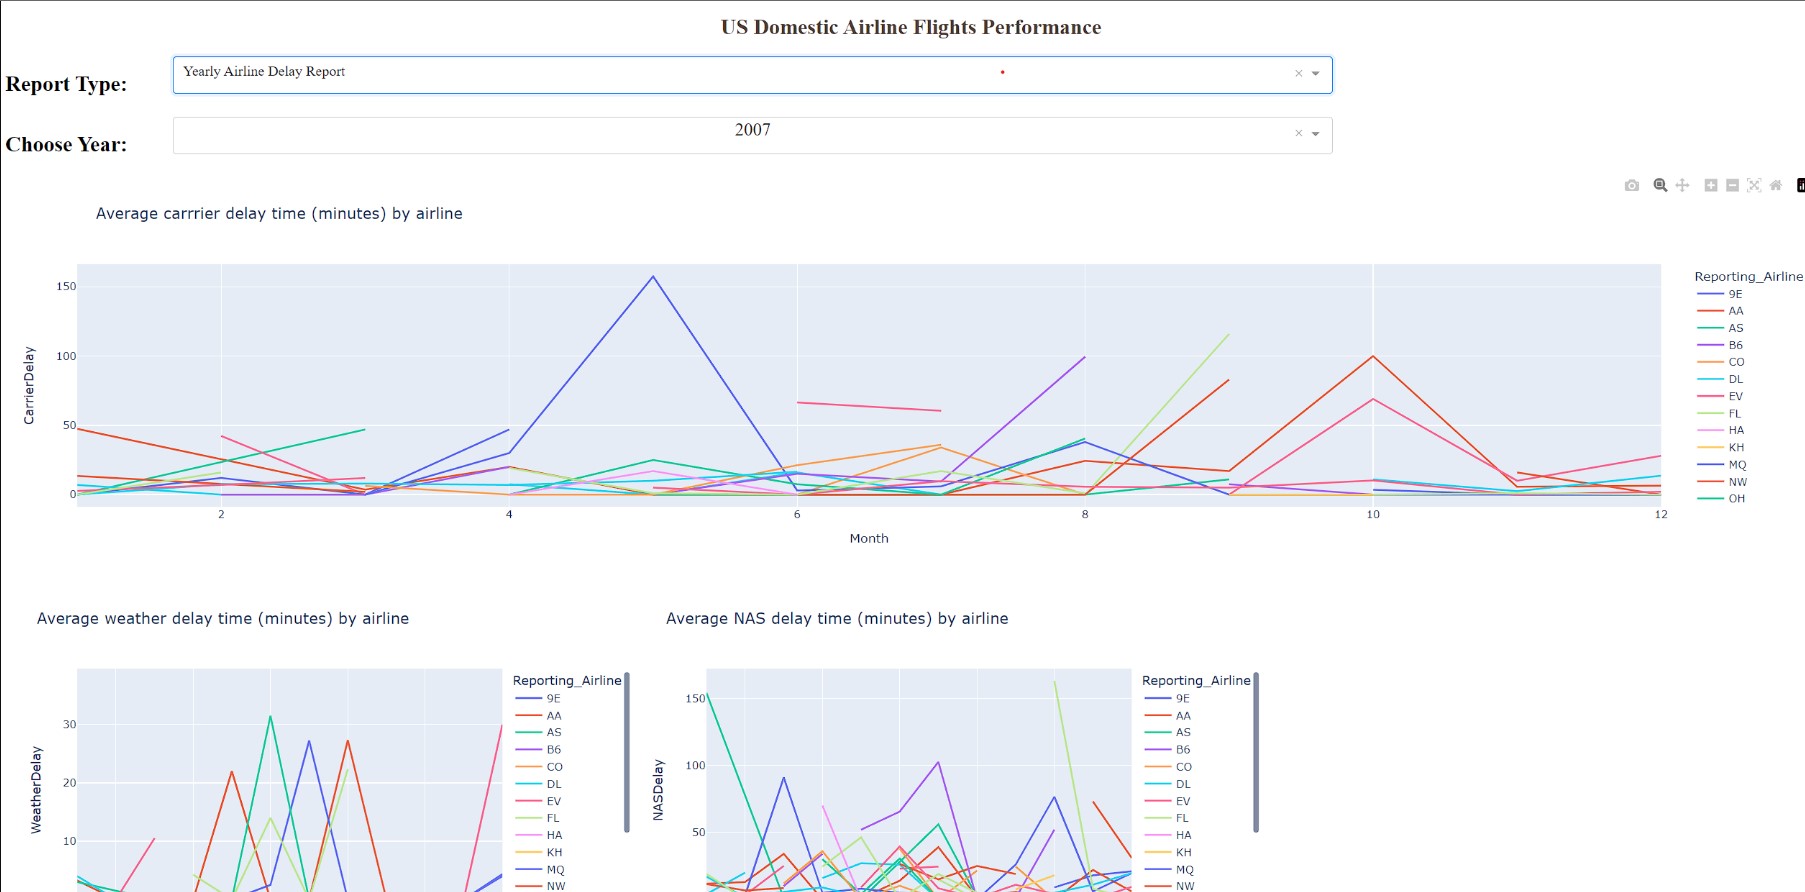 US Domestic Airline Flights Performance
Report Type:
Yearly Airline Delay Report
Choose Year:
2007
Average carrrier delay time (minutes) by airline
CarrierDelay
150
100
50
0
2
4
6
8
10
12
Month
Reporting_Airline
9E
AA
AS
B6
CO
DL
EV
FL
HA
KH
MQ
NW
OH
Average weather delay time (minutes) by airline
WeatherDelay
30
20
10
Reporting_Airline
9E
AA
AS
B6
CO
DL
EV
FL
HA
KH
MQ
NW
Average NAS delay time (minutes) by airline
NASDelay
150
100
50
Reporting_Airline
9E
AA
AS
B6
CO
DL
EV
FL
HA
KH
MQ
NW